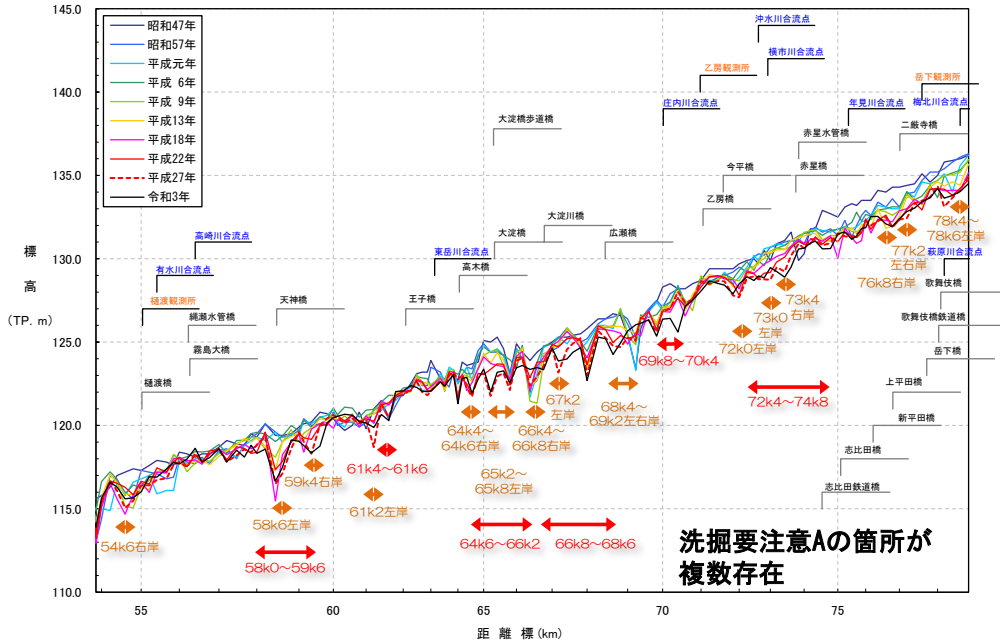 145.0
140.0
135.0
130.0
125.0
120.0
115.0
110.0
標
高
(TP. m)
昭和47年
昭和57年
平成元年
平成 6年
平成 9年
平成13年
平成18年
平成22年
平成27年
令和3年
沖水川合流点
横市川合流点
乙房観測所
岳下観測所
庄内川合流点
年見川合流点
梅北川合流点
大淀橋歩道橋
赤星水管橋
二厳寺橋
今平橋
赤星橋
乙房橋
大淀川橋
大淀橋
広瀬橋
高崎川合流点
東岳川合流点
高木橋
有水川合流点
樋渡観測所
天神橋
王子橋
縄瀬水管橋
霧島大橋
樋渡橋
萩原川合流点
歌舞伎橋
歌舞伎橋鉄道橋
岳下橋
上平田橋
新平田橋
志比田橋
志比田鉄道橋
78k4～
78k6左岸
77k2
左右岸
76k8右岸
73k4
右岸
73k0
左岸
72k0左岸
69k8～70k4
72k4～74k8
67k2
左岸
68k4～
69k2左右岸
64k4～
64k6右岸
66k4～
66k8右岸
65k2～
65k8左岸
61k4～61k6
59k4右岸
61k2左岸
58k6左岸
54k6右岸
58k0～59k6
64k6～66k2
66k8～68k6
洗掘要注意Aの箇所が
複数存在
55
60
65
70
75
距 離 標(km)